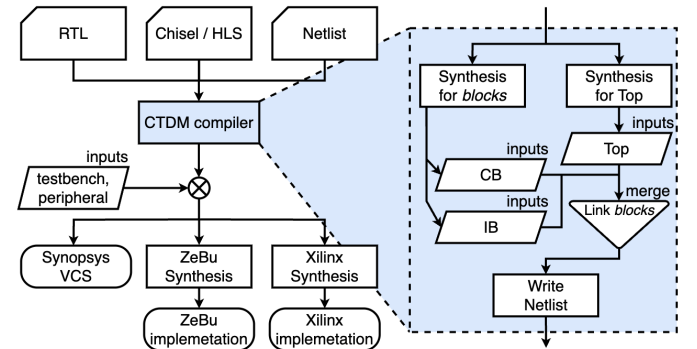 RTL
Chisel / HLS
Netlist
CTDM compiler
inputs
testbench,
peripheral
Synopsys
VCS
ZeBu
Synthesis
Xilinx
Synthesis
ZeBu
implemetation
Xilinx
implemetation
Synthesis
for blocks
Synthesis
for Top
inputs
Top
inputs
CB
merge
inputs
Link blocks
IB
Write
Netlist